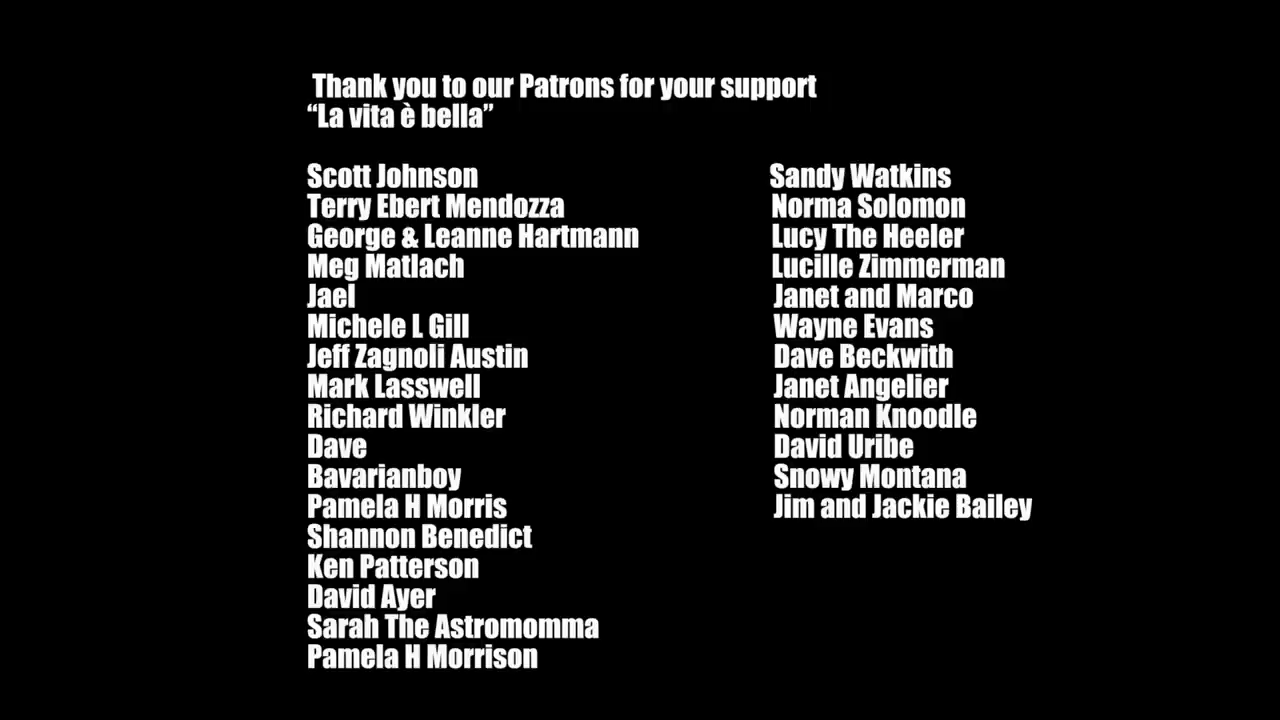 Thank you to our Patrons for your support
“La vita è bella”
Scott Johnson
Terry Ebert Mendozza
George & Leanne Hartmann
Meg Matlach
Jael
Michele L Gill
Jeff Zagnoli Austin
Mark Lasswell
Richard Winkler
Dave
Bavarianboy
Pamela H Morris
Shannon Benedict
Ken Patterson
David Ayer
Sarah The Astromomma
Pamela H Morrison
Sandy Watkins
Norma Solomon
Lucy The Heeler
Lucille Zimmerman
Janet and Marco
Wayne Evans
Dave Beckwith
Janet Angelier
Norman Knoodle
David Uribe
Snowy Montana
Jim and Jackie Bailey